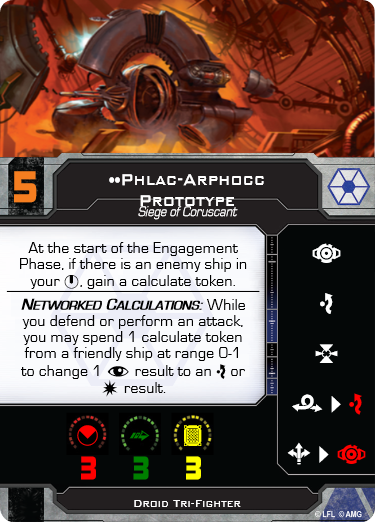 ••Phlac-Arphocc
Prototype
Siege of Coruscant
5
At the start of the Engagement
Phase, if there is an enemy ship in
your , gain a calculate token.
Networked Calculations: While
you defend or perform an attack,
you may spend 1 calculate token
from a friendly ship at range 0-1
to change 1 result to an or
result.
3 3 3
Droid Tri-Fighter
© LFL © AMG